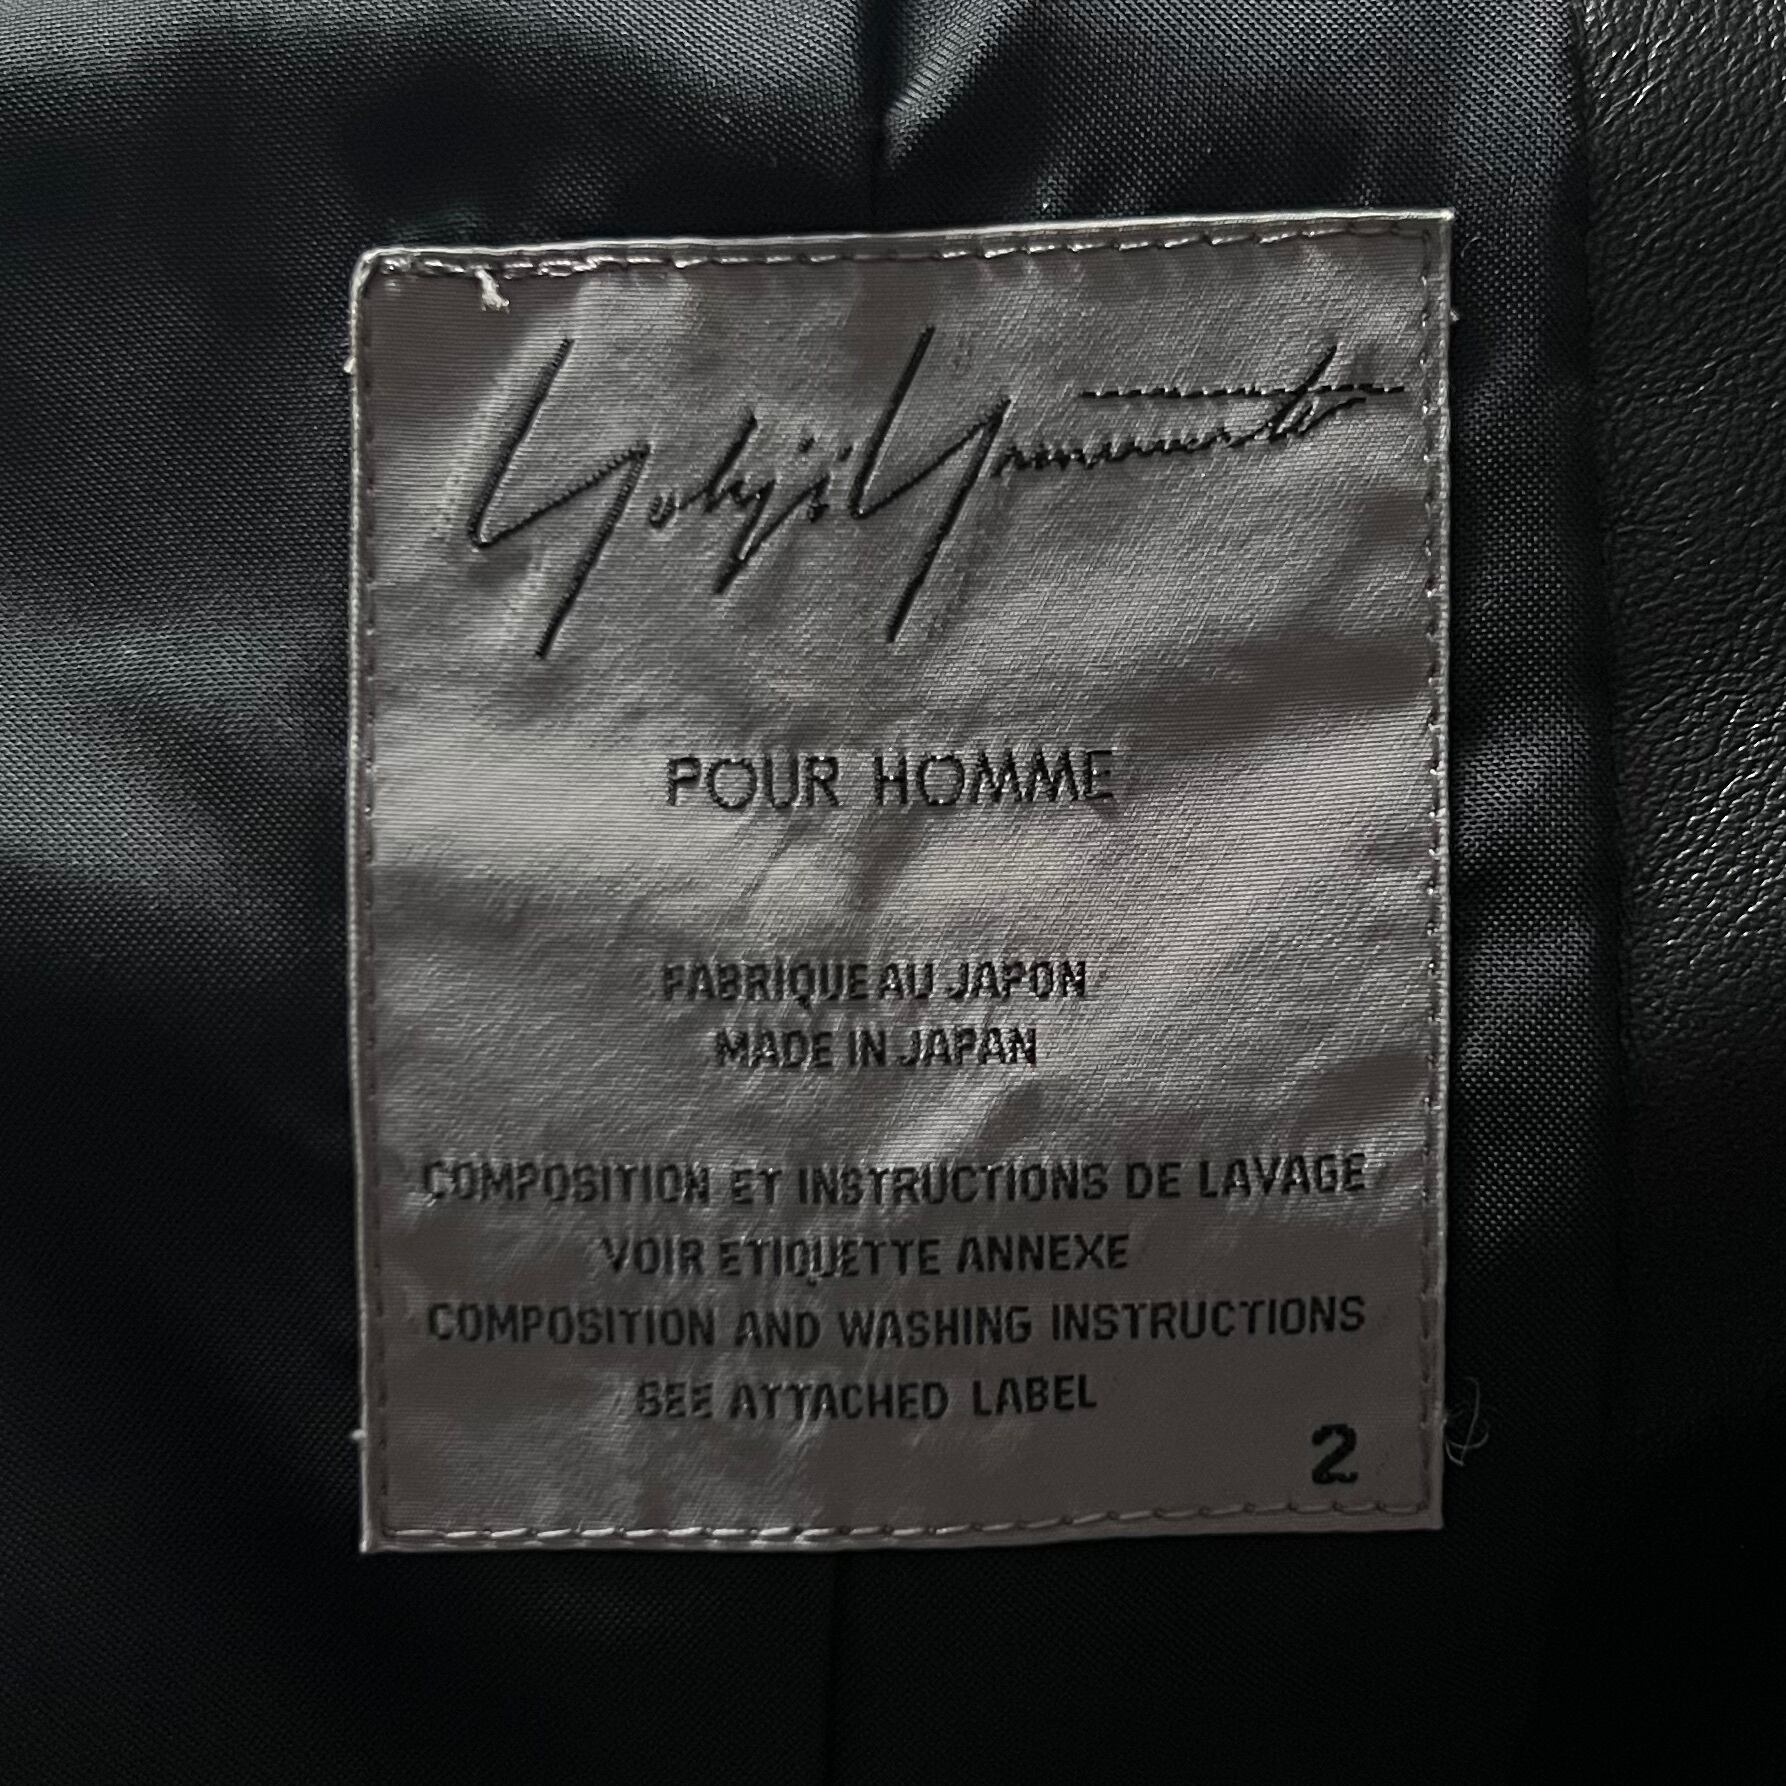 Yohji Yamamoto
POUR HOMME
FABRIQUE AU JAPON
MADE IN JAPAN
COMPOSITION ET INSTRUCTIONS DE LAVAGE
VOIR ETIQUETTE ANNEXE
COMPOSITION AND WASHING INSTRUCTIONS
SEE ATTACHED LABEL
2